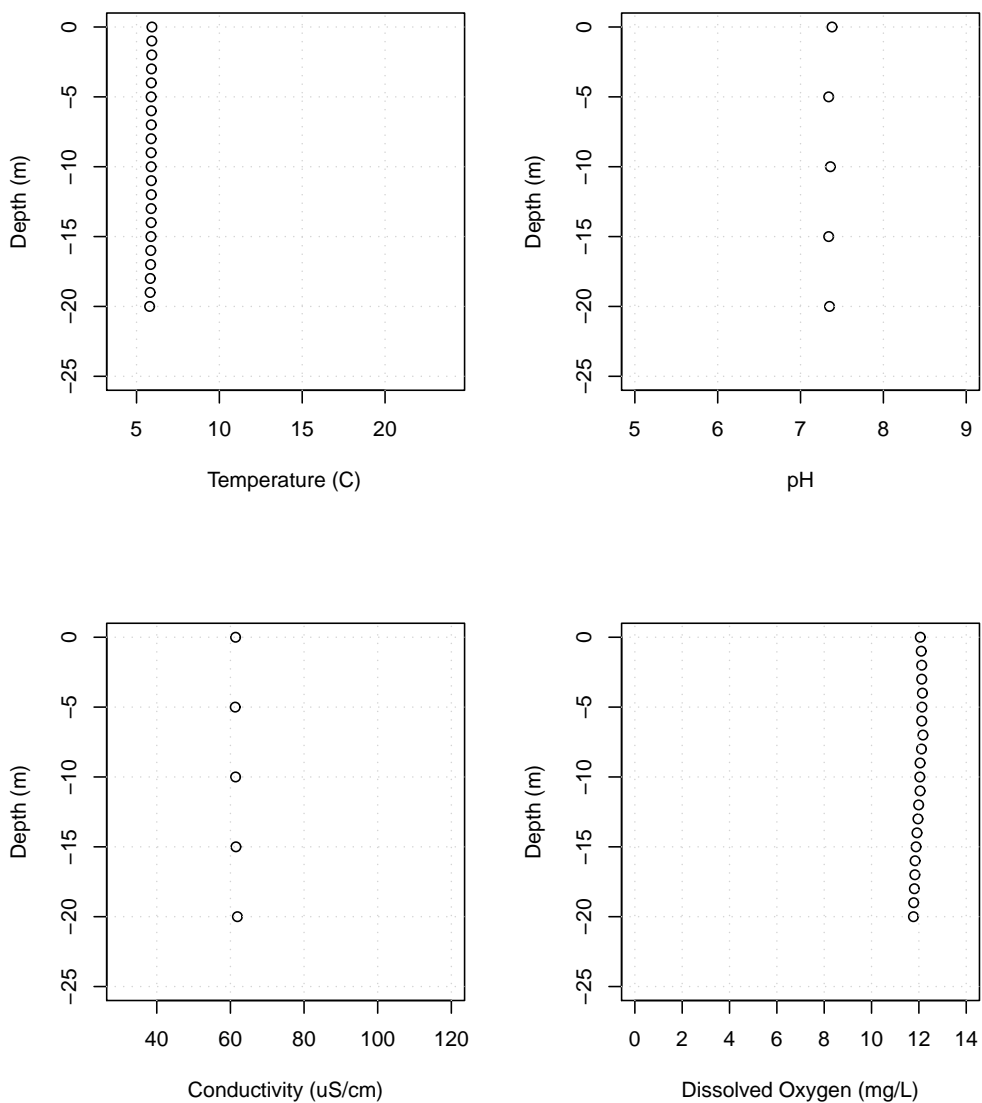 0
−5
−10
−15
−20
−25
Depth (m)
5 10 15 20
Temperature (C)
0
−5
−10
−15
−20
−25
Depth (m)
5 6 7 8 9
pH
0
−5
−10
−15
−20
−25
Depth (m)
40 60 80 100 120
Conductivity (uS/cm)
0
−5
−10
−15
−20
−25
Depth (m)
0 2 4 6 8 10 12 14
Dissolved Oxygen (mg/L)